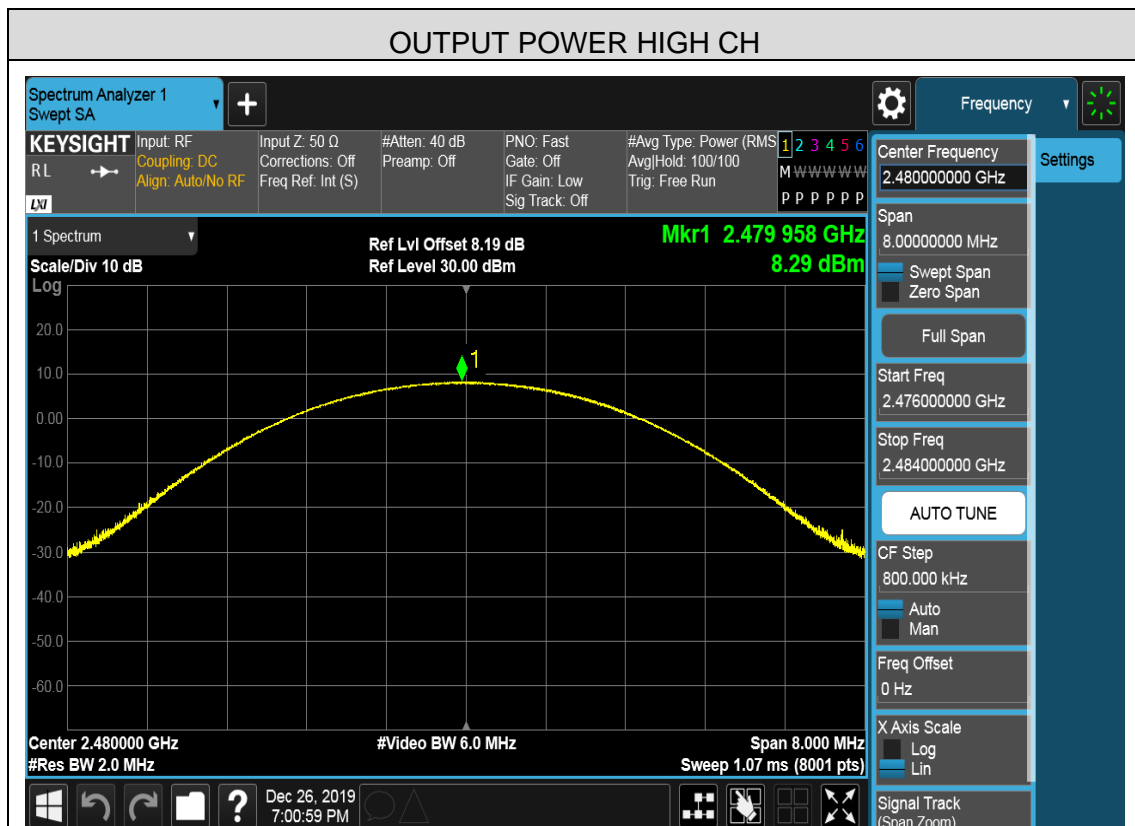 OUTPUT POWER HIGH CH
Spectrum Analyzer 1
Swept SA
Frequency
KEYSIGHT
RL
LXI
Input: RF
Coupling: DC
Align: Auto/No RF
Input Z: 50 Ω
Corrections: Off
Freq Ref: Int (S)
#Atten: 40 dB
Preamp: Off
PNO: Fast
Gate: Off
IF Gain: Low
Sig Track: Off
#Avg Type: Power (RMS
Avg|Hold: 100/100
Trig: Free Run
1 2 3 4 5 6
M W W W W W
P P P P P P
1 Spectrum
Scale/Div 10 dB
Log
Ref Lvl Offset 8.19 dB
Ref Level 30.00 dBm
Mkr1 2.479 958 GHz
8.29 dBm
1
20.0
10.0
0.00
-10.0
-20.0
-30.0
-40.0
-50.0
-60.0
Center 2.480000 GHz
#Res BW 2.0 MHz
#Video BW 6.0 MHz
Span 8.000 MHz
Sweep 1.07 ms (8001 pts)
Dec 26, 2019
7:00:59 PM
?
Center Frequency
2.480000000 GHz
Settings
Span
8.00000000 MHz
Swept Span
Zero Span
Full Span
Start Freq
2.476000000 GHz
Stop Freq
2.484000000 GHz
AUTO TUNE
CF Step
800.000 kHz
Auto
Man
Freq Offset
0 Hz
X Axis Scale
Log
Lin
Signal Track
(Span Zoom)